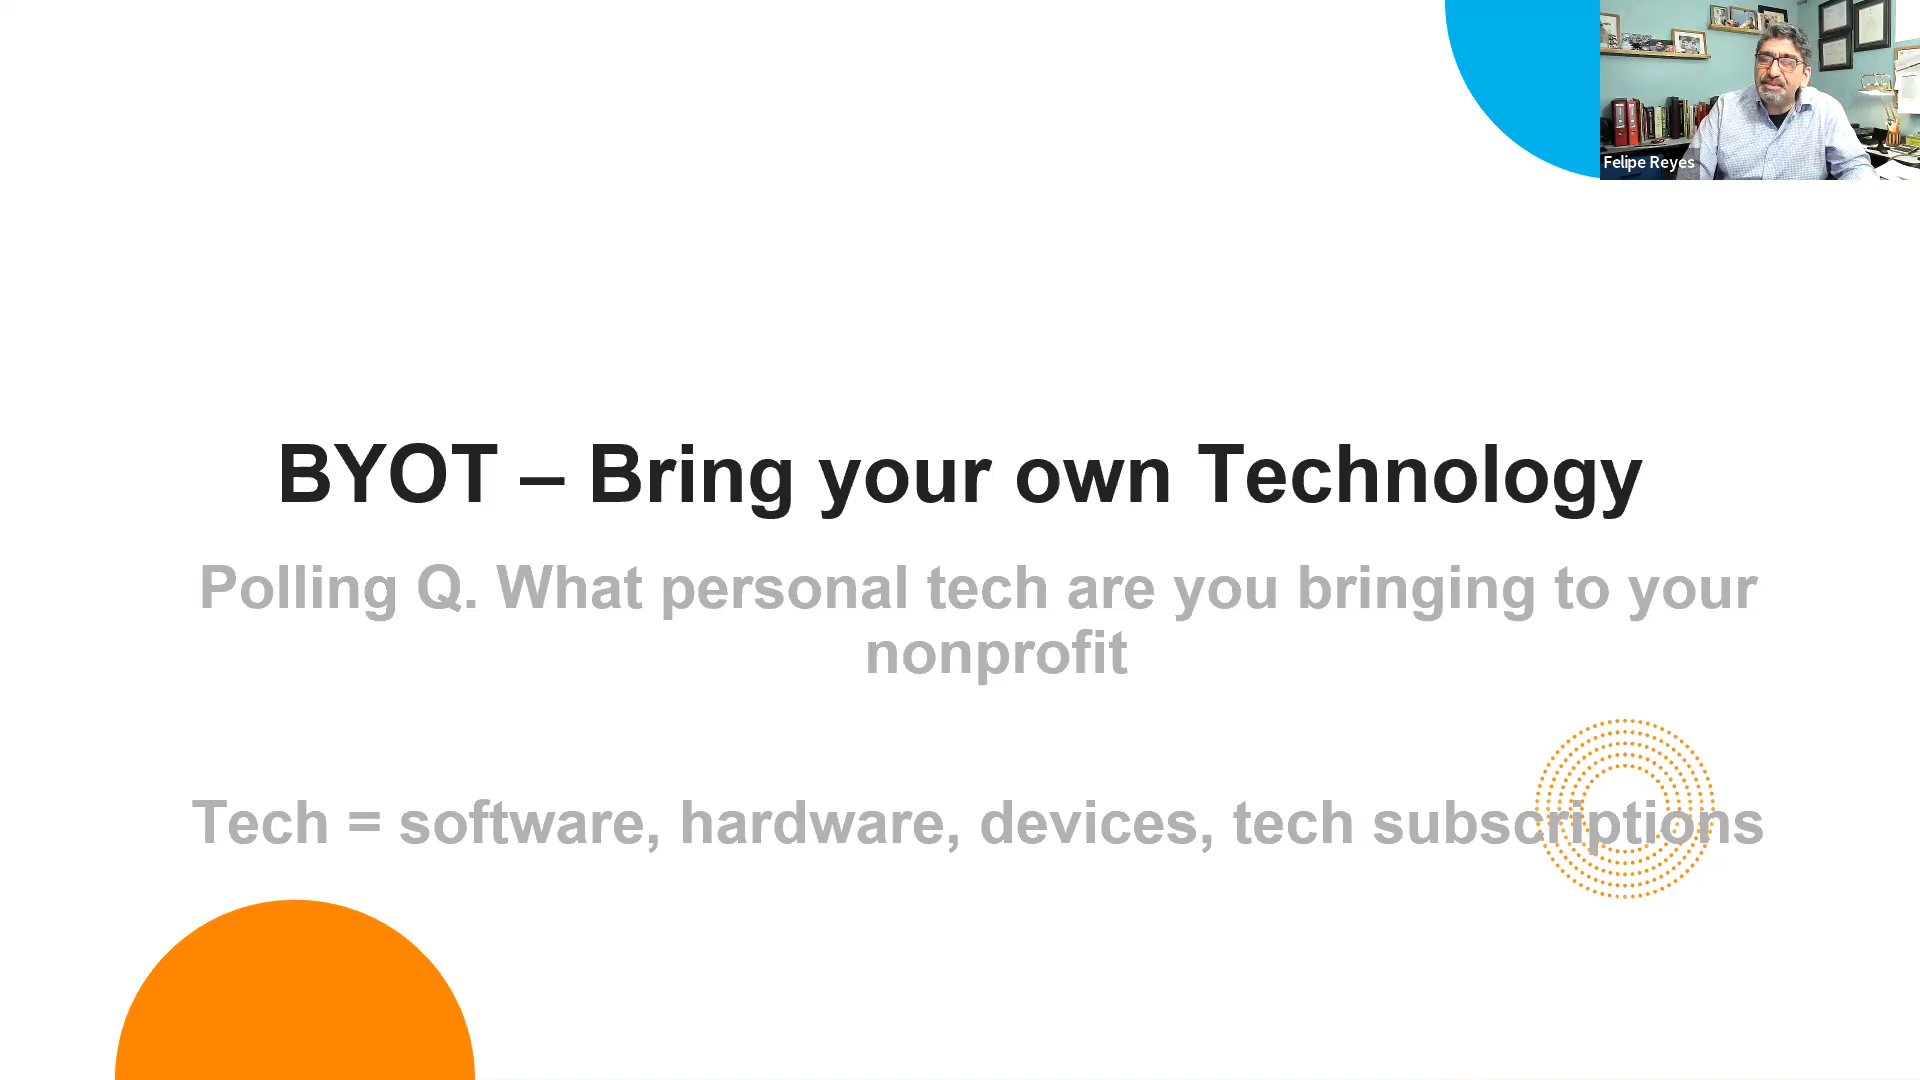 Felipe Reyes
BYOT – Bring your own Technology
Polling Q. What personal tech are you bringing to your
nonprofit
Tech = software, hardware, devices, tech subscriptions